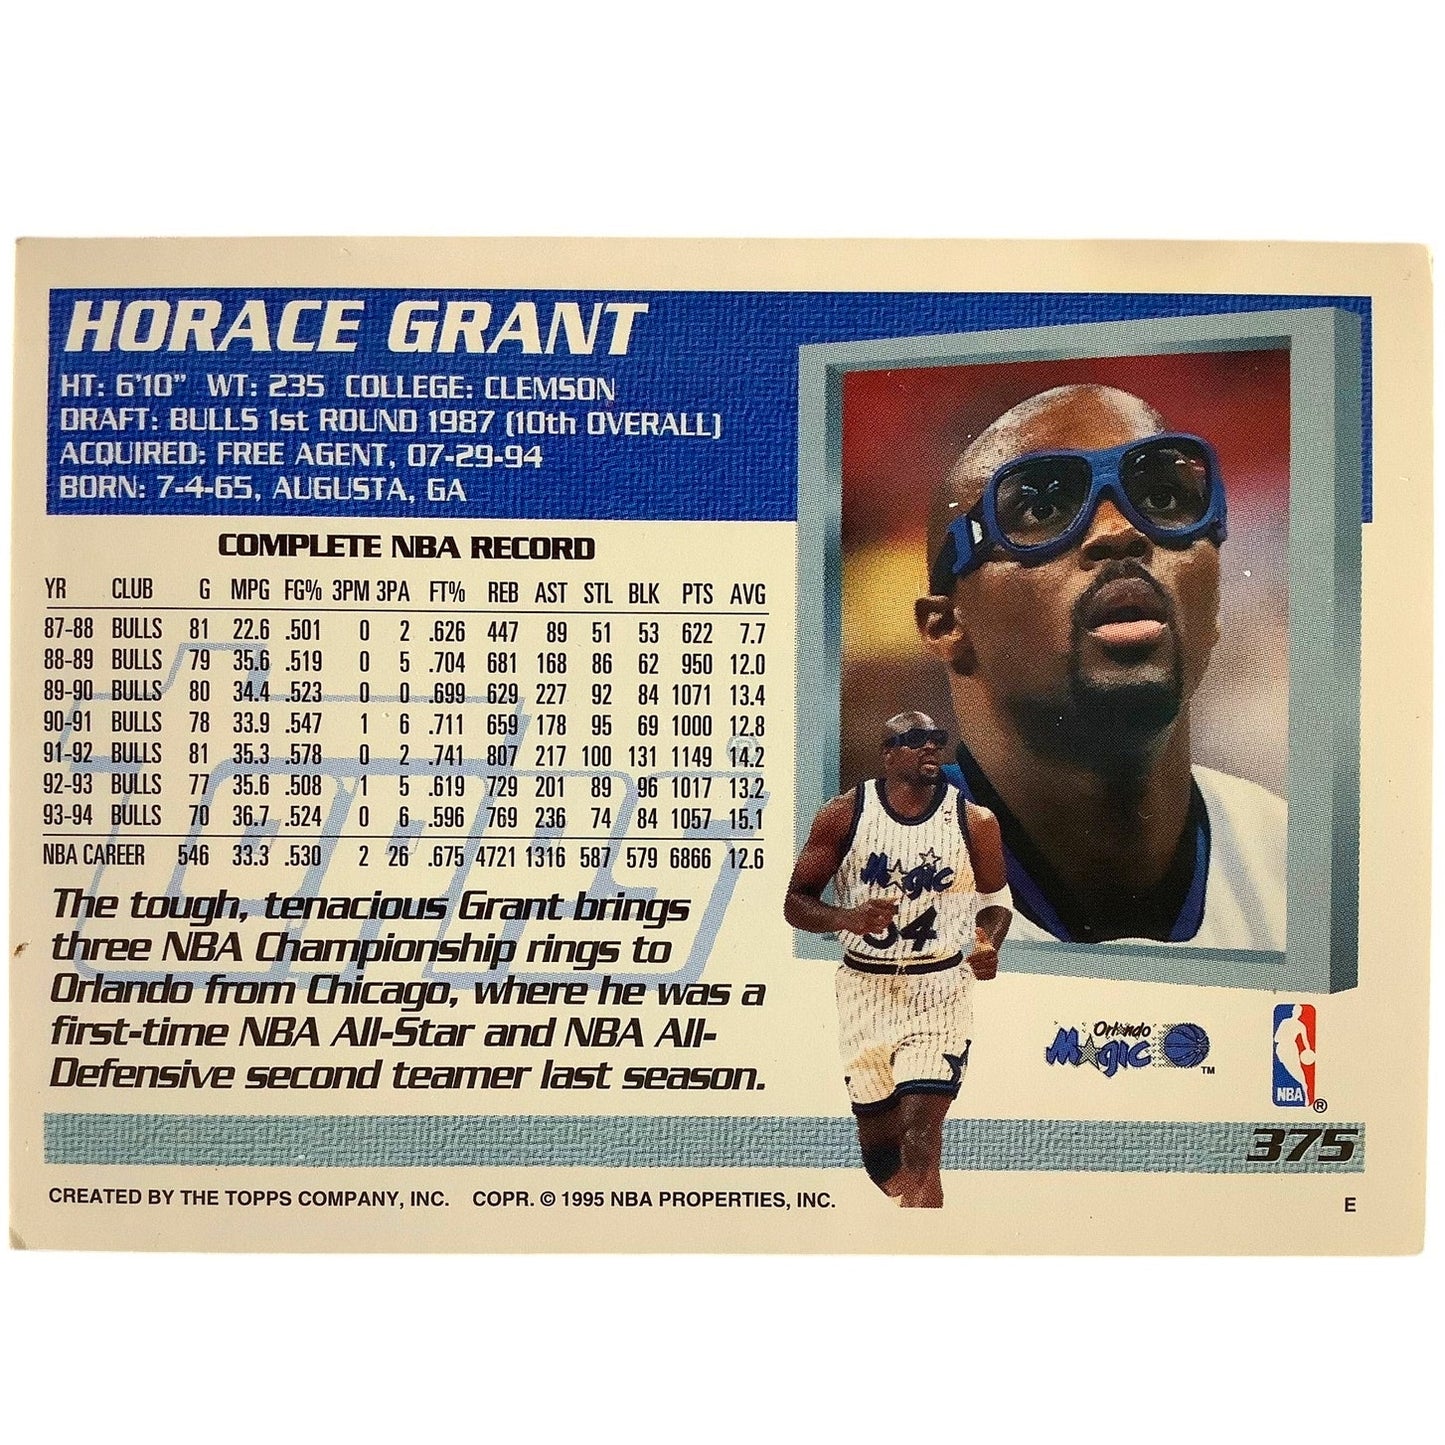 HORACE GRANT
HT: 6'10" WT: 235 COLLEGE: CLEMSON
DRAFT: BULLS 1st ROUND 1987 (10th OVERALL)
ACQUIRED: FREE AGENT, 07-29-94
BORN: 7-4-65, AUGUSTA, GA
COMPLETE NBA RECORD
YR CLUB G MPG FG% 3PM 3PA FT% REB AST STL BLK PTS AVG
87-88 BULLS 81 22.6 .501 0 2 .626 447 89 51 53 622 7.7
88-89 BULLS 79 35.6 .519 0 5 .704 681 168 86 62 950 12.0
89-90 BULLS 80 34.4 .523 0 0 .699 629 227 92 84 1071 13.4
90-91 BULLS 78 33.9 .547 1 6 .711 659 178 95 69 1000 12.8
91-92 BULLS 81 35.3 .578 0 2 .741 807 217 100 131 1149 14.2
92-93 BULLS 77 35.6 .508 1 5 .619 729 201 89 96 1017 13.2
93-94 BULLS 70 36.7 .524 0 6 .596 769 236 74 84 1057 15.1
NBA CAREER 546 33.3 .530 2 26 .675 4721 1316 587 579 6866 12.6
Topps ®
The tough, tenacious Grant brings
three NBA Championship rings to
Orlando from Chicago, where he was a
first-time NBA All-Star and NBA All-
Defensive second teamer last season.
Magic
54
Orlando
Magic ™
NBA ®
375
CREATED BY THE TOPPS COMPANY, INC. COPR. © 1995 NBA PROPERTIES, INC.
E